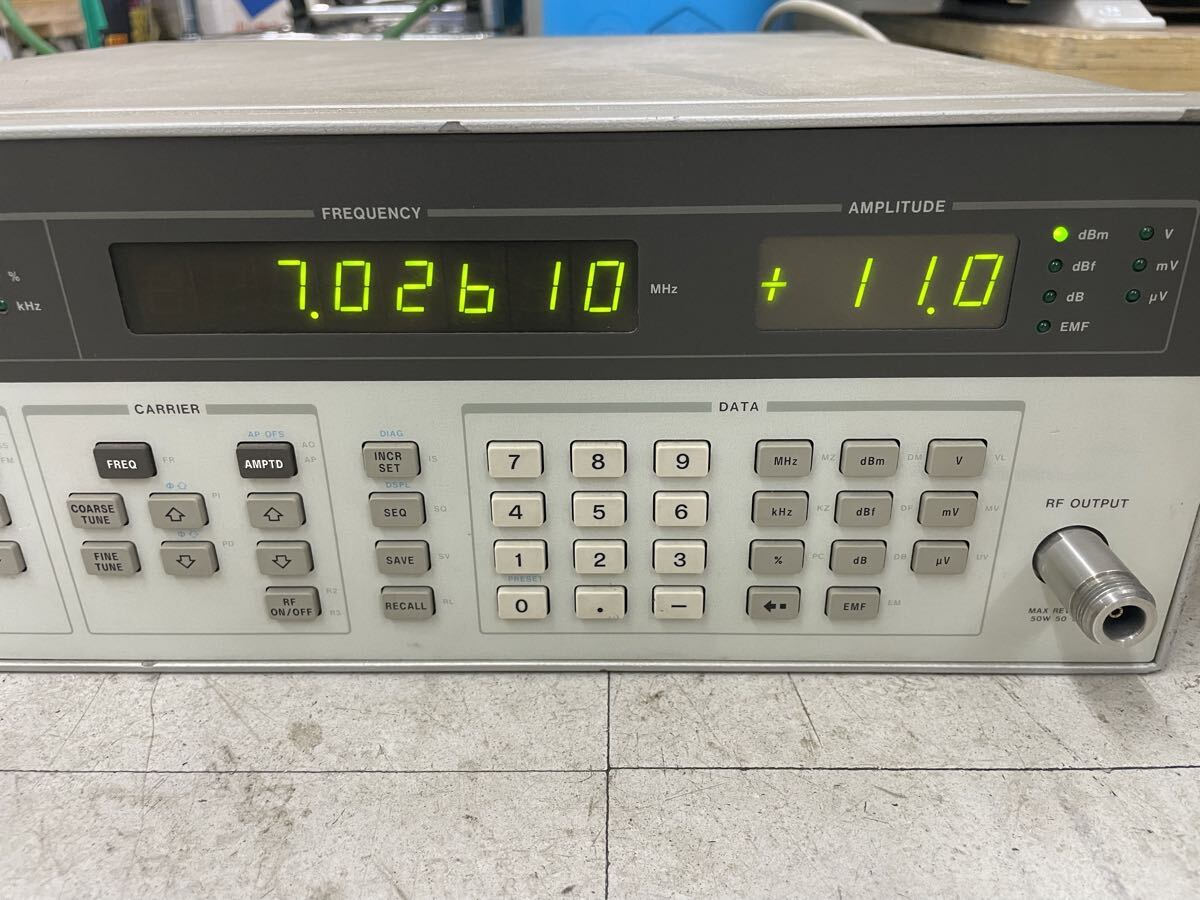 FREQUENCY
AMPLITUDE
%
kHz
7.026610
MHz
+ 11.0
dBm
V
dBf
mV
dB
µV
EMF
CARRIER
DATA
FM
FREQ
FR
AP OFS
AMPTD
AO
AP
COARSE
TUNE
PI
FINE
TUNE
PD
RF
ON/OFF
R2
R3
DIAG
INCR
SET
IS
DSPL
SEQ
SQ
SAVE
SV
RECALL
RL
7
8
9
MHz
MZ
dBm
DM
V
VL
4
5
6
kHz
KZ
dBf
DF
mV
MV
1
2
3
%
PC
dB
DB
µV
UV
PRESET
0
.
–
EMF
EM
RF OUTPUT
50W 50